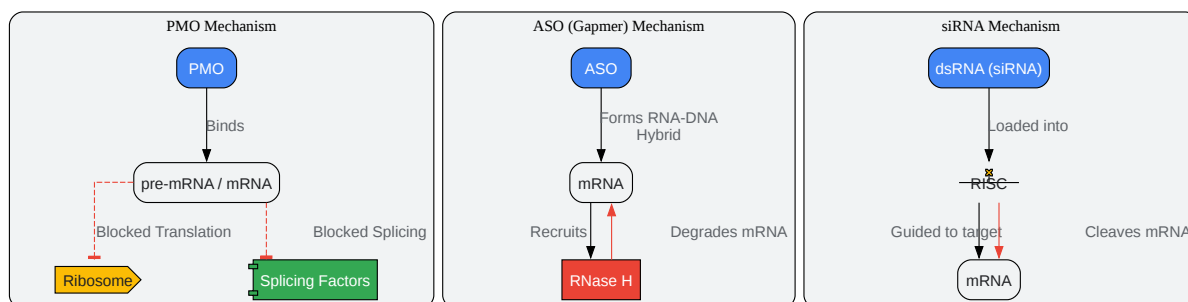 PMO Mechanism
PMO
Binds
pre-mRNA / mRNA
Blocked Translation
Blocked Splicing
Ribosome
Splicing Factors
ASO (Gapmer) Mechanism
ASO
Forms RNA-DNA
Hybrid
mRNA
Recruits
Degrades mRNA
RNase H
siRNA Mechanism
dsRNA (siRNA)
Loaded into
RISC
Guided to target
Cleaves mRNA
mRNA